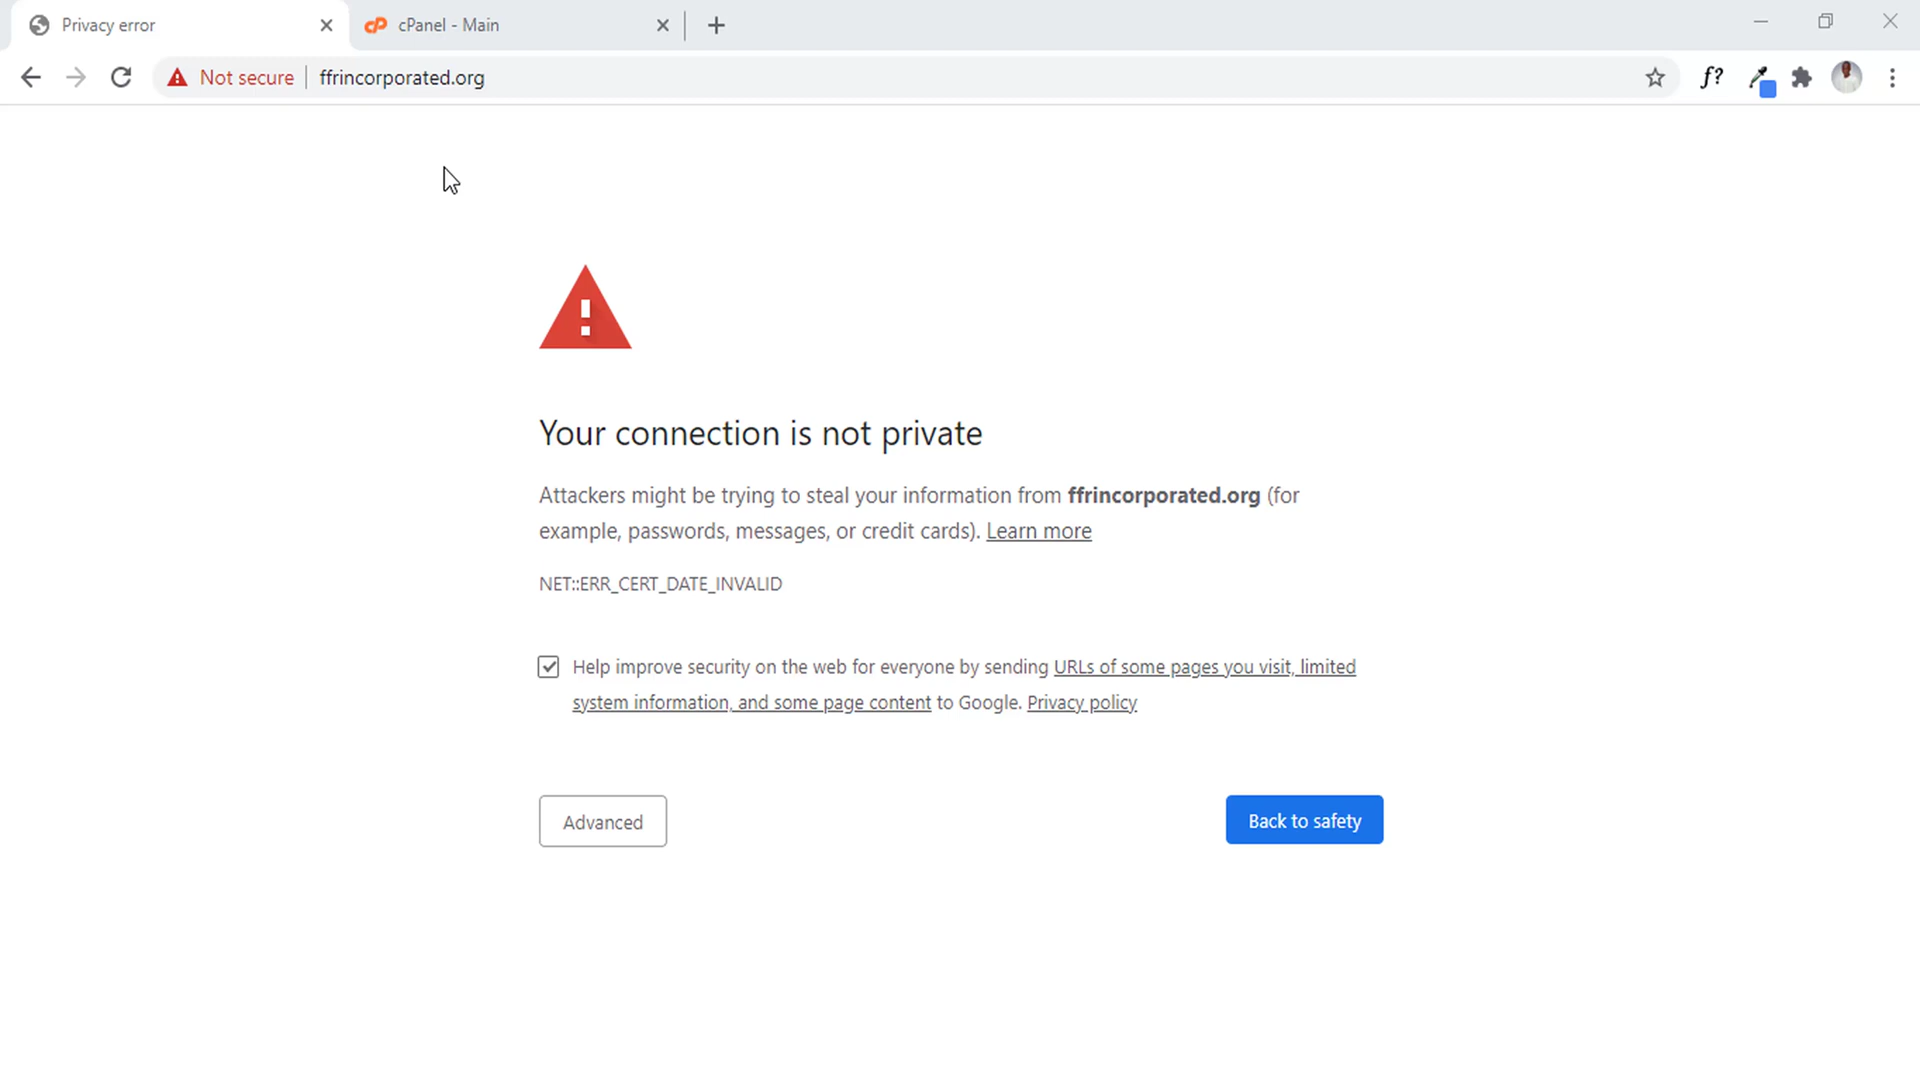 Privacy error
cPanel - Main
Not secure
ffrincorporated.org
f?
!
Your connection is not private
Attackers might be trying to steal your information from ffrincorporated.org (for
example, passwords, messages, or credit cards). Learn more
NET::ERR_CERT_DATE_INVALID
Help improve security on the web for everyone by sending URLs of some pages you visit, limited
system information, and some page content to Google. Privacy policy
Advanced
Back to safety